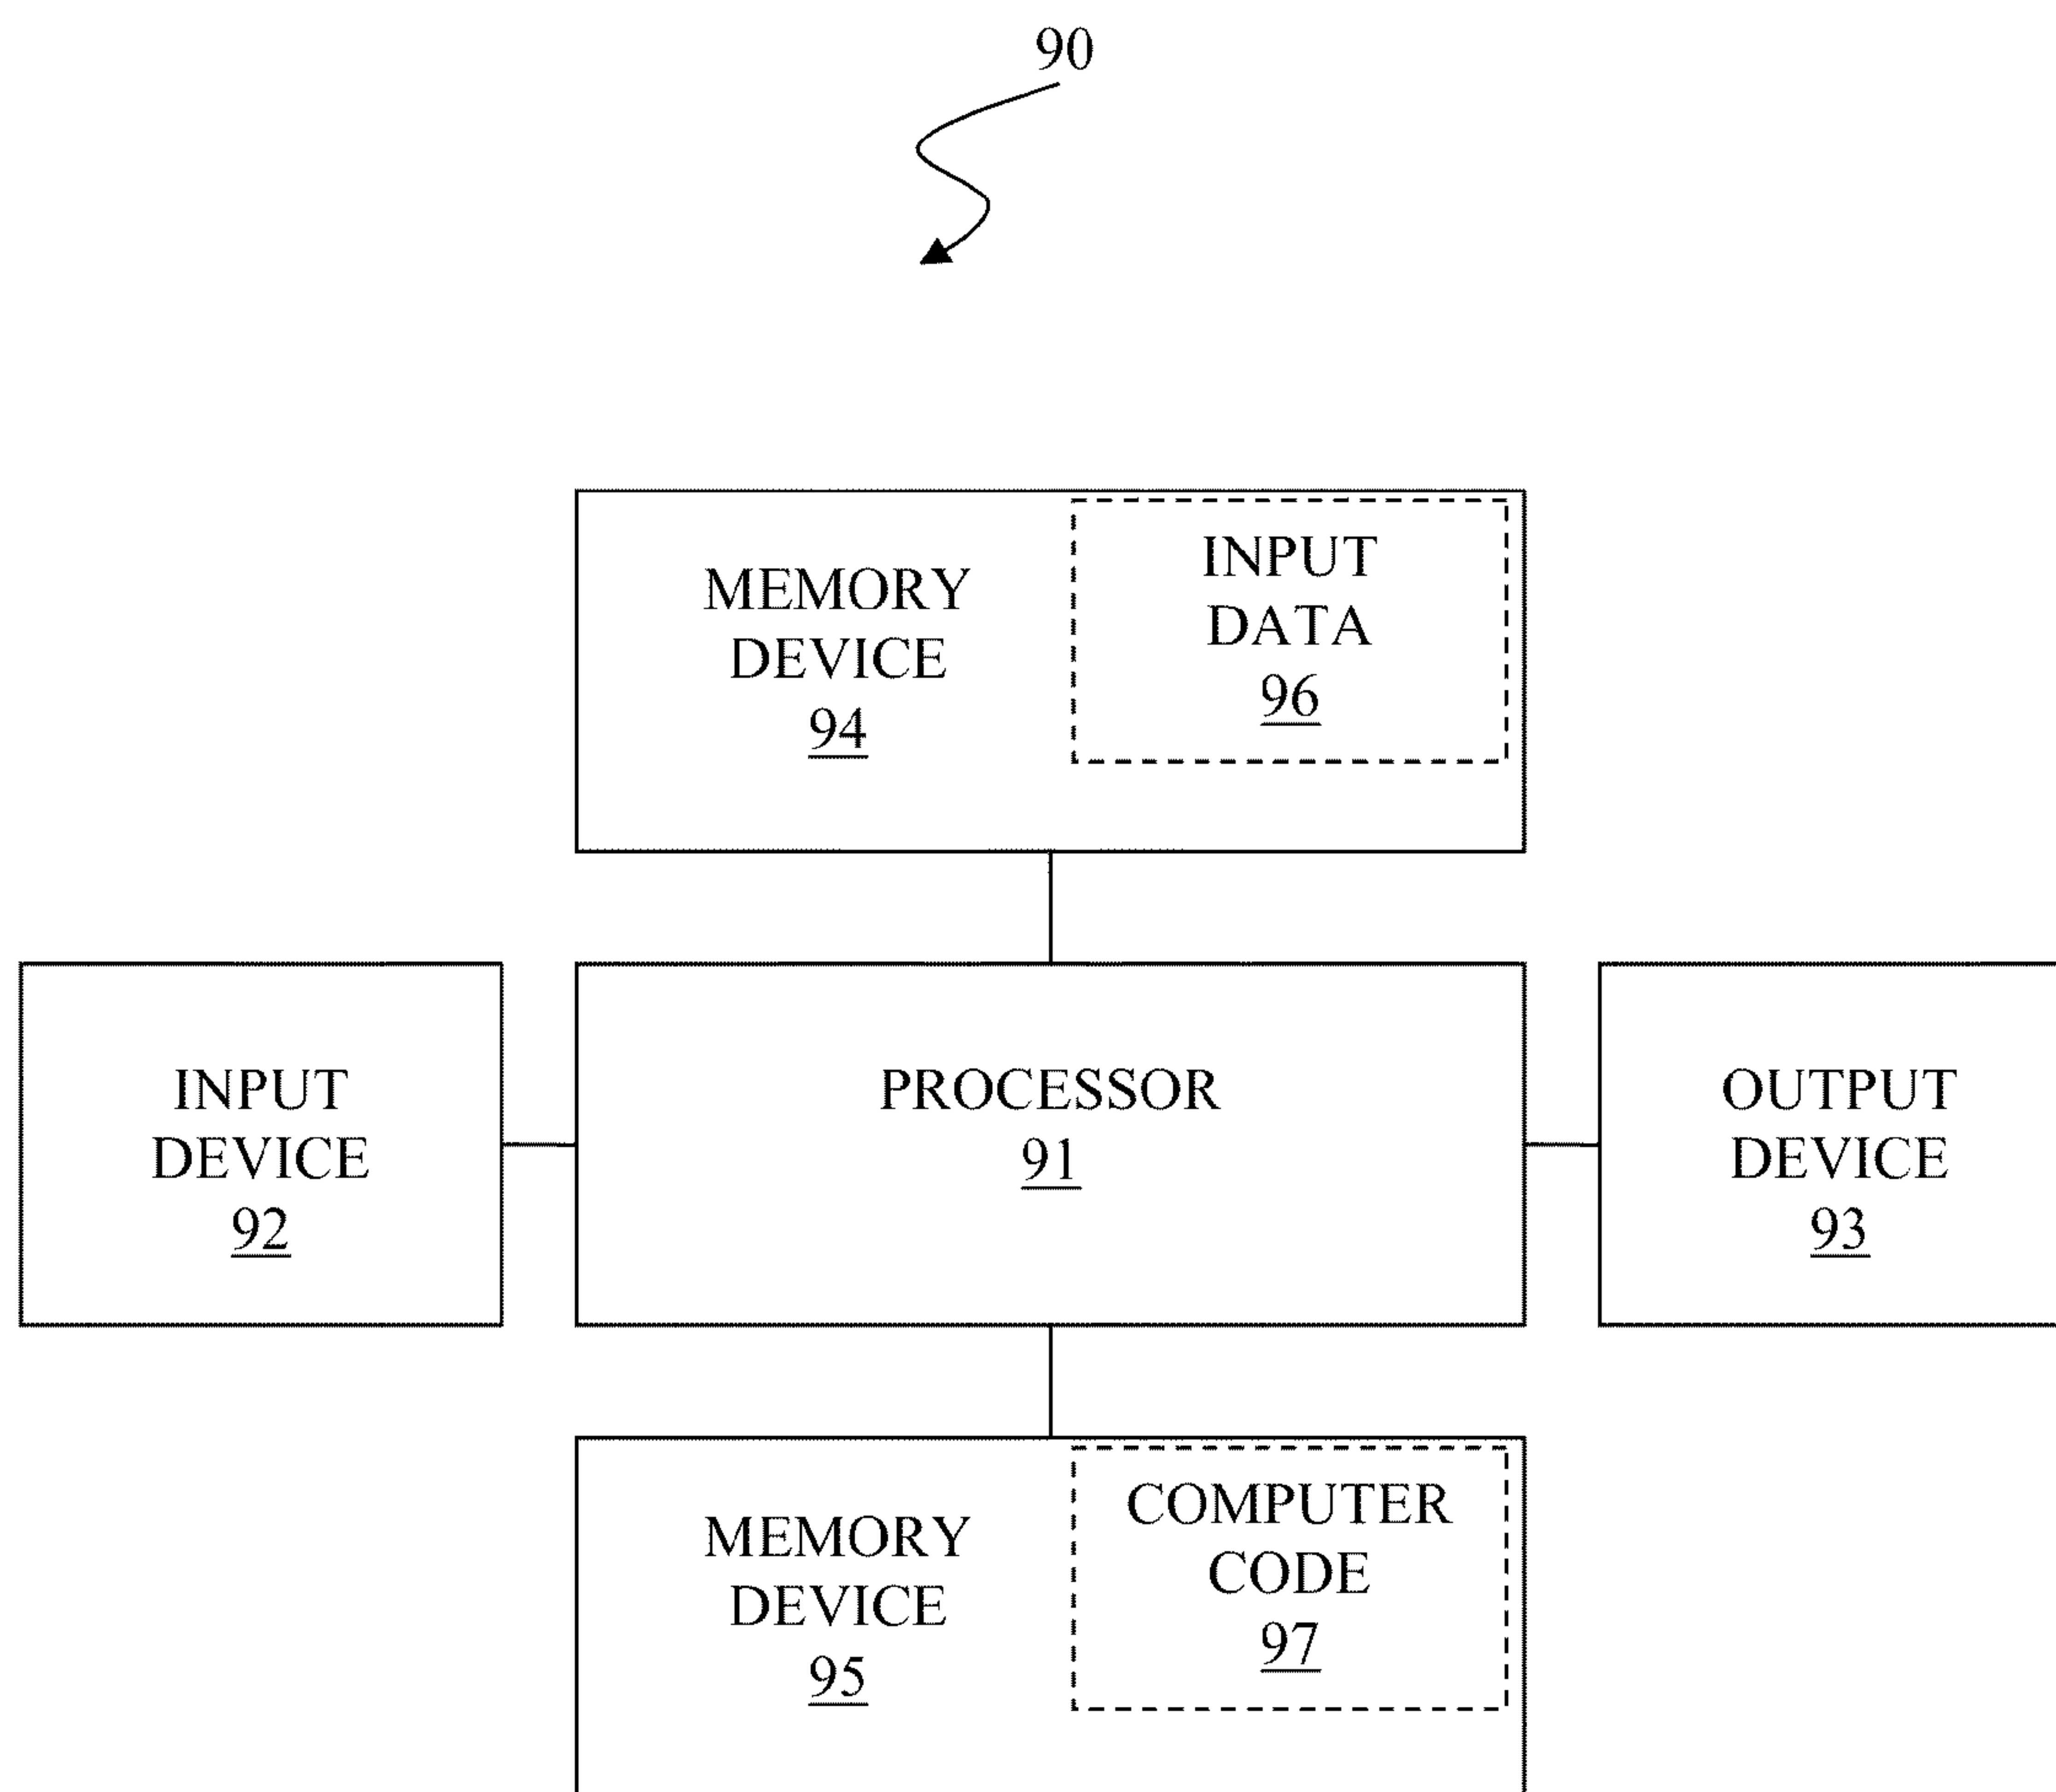 90
MEMORY
DEVICE
94
INPUT
DATA
96
INPUT
DEVICE
92
PROCESSOR
91
OUTPUT
DEVICE
93
MEMORY
DEVICE
95
COMPUTER
CODE
97